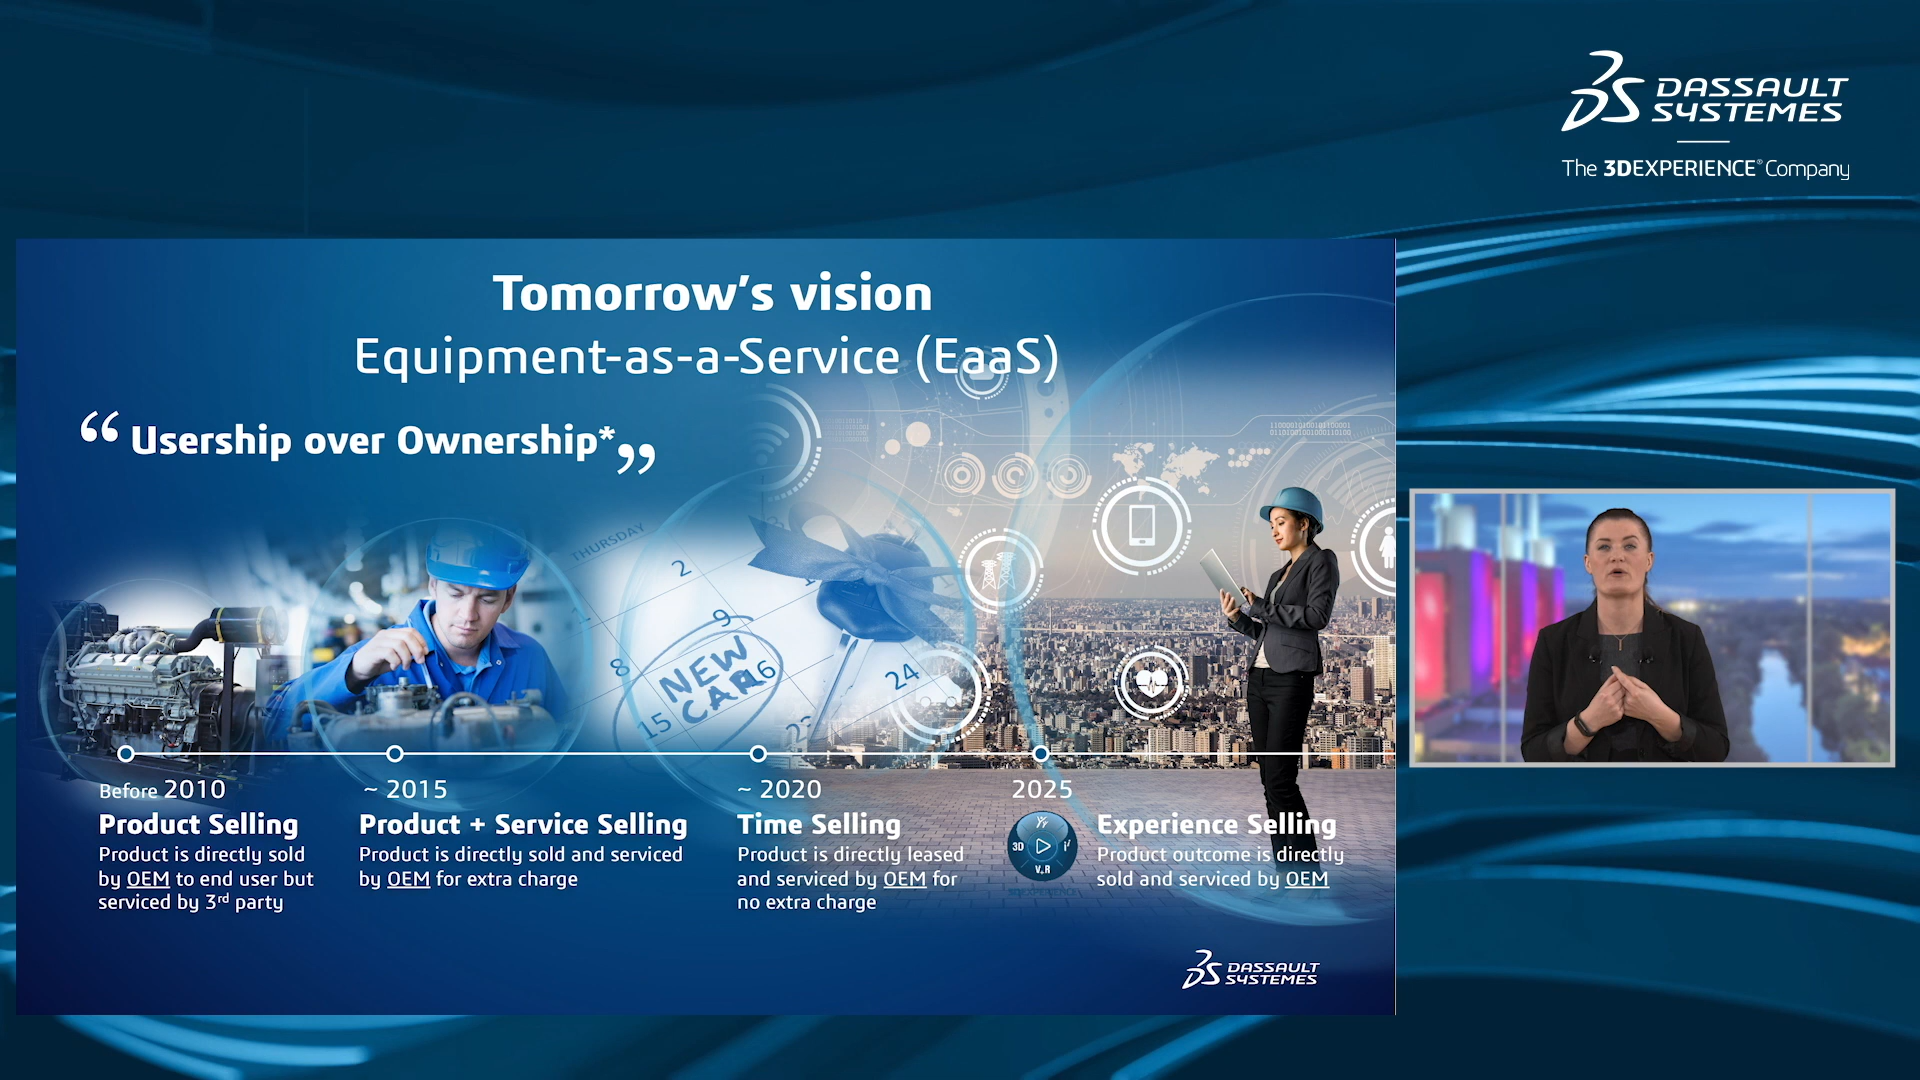 DASSAULT
SYSTEMES
The 3DEXPERIENCE® Company
Tomorrow’s vision
Equipment-as-a-Service (EaaS)
“ Usership over Ownership* ”
THURSDAY
2
9
8
NEW
CAR
16
15
24
Before 2010
Product Selling
Product is directly sold
by OEM to end user but
serviced by 3rd party
~ 2015
Product + Service Selling
Product is directly sold and serviced
by OEM for extra charge
~ 2020
Time Selling
Product is directly leased
and serviced by OEM for
no extra charge
2025
3D
V.R
Experience Selling
Product outcome is directly
sold and serviced by OEM
DASSAULT
SYSTEMES